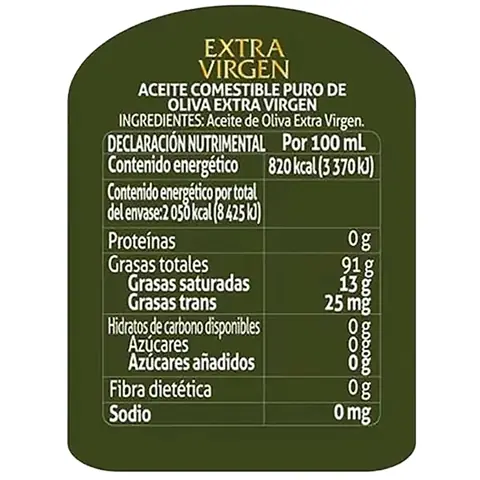 EXTRA
VIRGEN
ACEITE COMESTIBLE PURO DE
OLIVA EXTRA VIRGEN
INGREDIENTES: Aceite de Oliva Extra Virgen.
DECLARACIÓN NUTRIMENTAL Por 100 mL
Contenido energético 820 kcal (3 370 kJ)
Contenido energético por total
del envase:2 050 kcal (8 425 kJ)
Proteínas 0 g
Grasas totales 91 g
Grasas saturadas 13 g
Grasas trans 25 mg
Hidratos de carbono disponibles 0 g
Azúcares 0 g
Azúcares añadidos 0 g
Fibra dietética 0 g
Sodio 0 mg